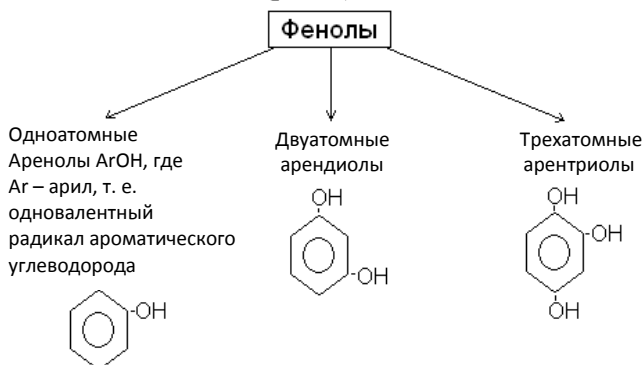 Фенолы
Одноатомные
Аренолы ArOH, где
Ar – арил, т. е.
одновалентный
радикал ароматического
углеводорода
OH
Двуатомные
арендиолы
OH
OH
Трехатомные
арентриолы
OH
OH
OH